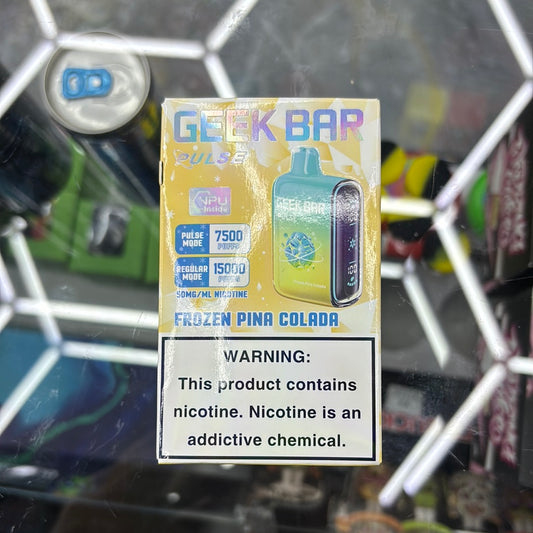 GEEK BAR
PULSE
NPU
inside
PULSE MODE 7500 PUFFS
REGULAR MODE 15000 PUFFS
50MG/ML NICOTINE
GEEK BAR
100
FROZEN PINA COLADA
WARNING:
This product contains
nicotine. Nicotine is an
addictive chemical.